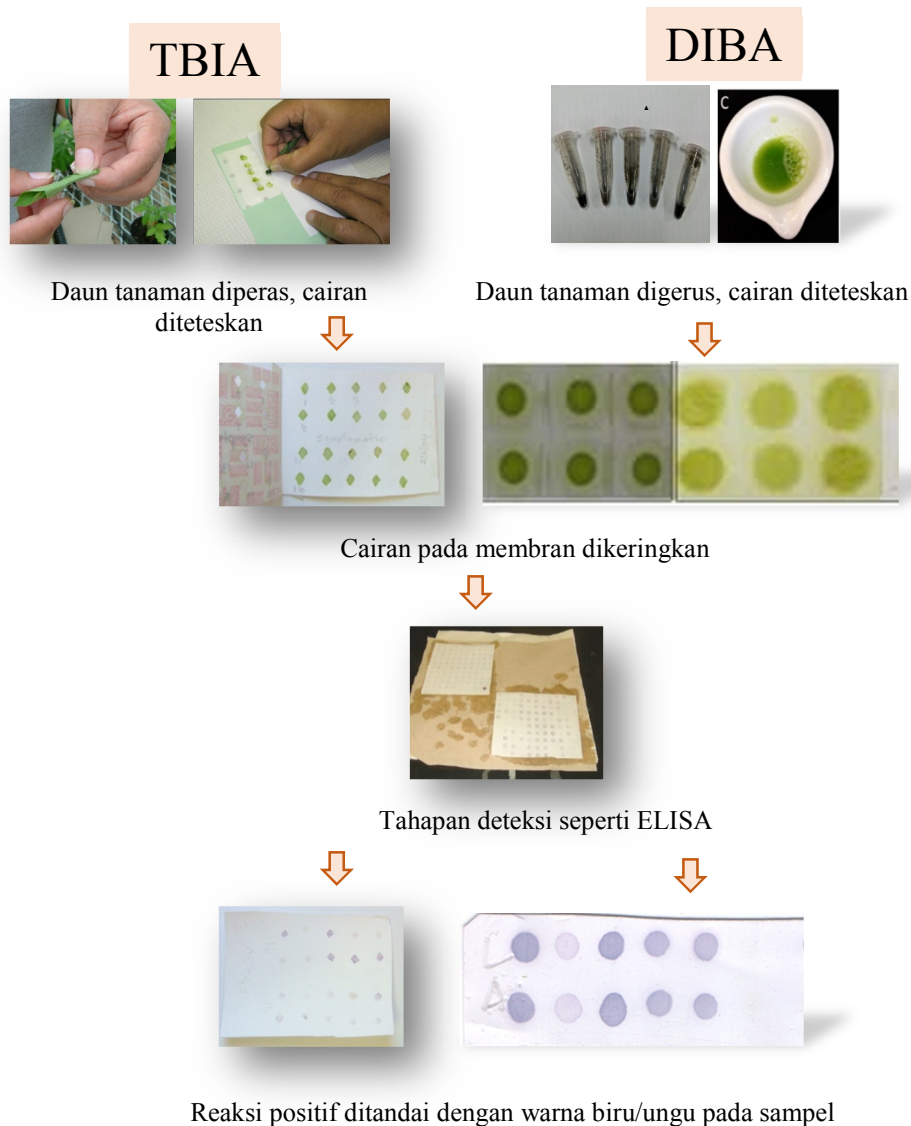 TBIA
DIBA
C
Daun tanaman diperas, cairan
diteteskan
Daun tanaman digerus, cairan diteteskan
Cairan pada membran dikeringkan
Tahapan deteksi seperti ELISA
Reaksi positif ditandai dengan warna biru/ungu pada sampel